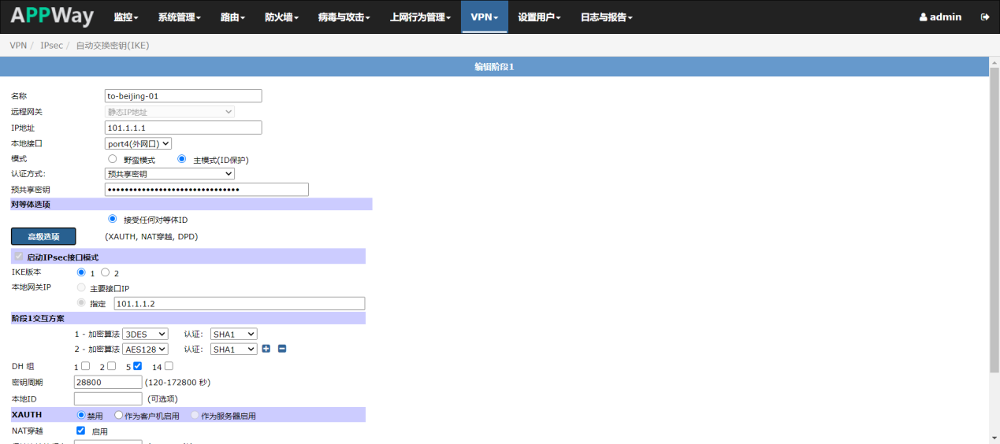 APPWay 监控 系统管理 路由 防火墙 病毒与攻击 上网行为管理 VPN 设置用户 日志与报告 admin
VPN / IPsec / 自动交换密钥(IKE)
编辑阶段1
名称 to-beijing-01
远程网关 静态IP地址
IP地址 101.1.1.1
本地接口 port4(外网口)
模式 野蛮模式 主模式(ID保护)
认证方式: 预共享密钥
预共享密钥 ••••••••••••••••••••••••••••••
对等体选项
接受任何对等体ID
高级选项 (XAUTH, NAT穿越, DPD)
启动IPsec接口模式
IKE版本 1 2
本地网关IP 主要接口IP
指定 101.1.1.2
阶段1交互方案
1 - 加密算法 3DES 认证: SHA1
2 - 加密算法 AES128 认证: SHA1
DH 组 1 2 5 14
密钥周期 28800 (120-172800 秒)
本地ID (可选项)
XAUTH 禁用 作为客户机启用 作为服务器启用
NAT穿越 启用